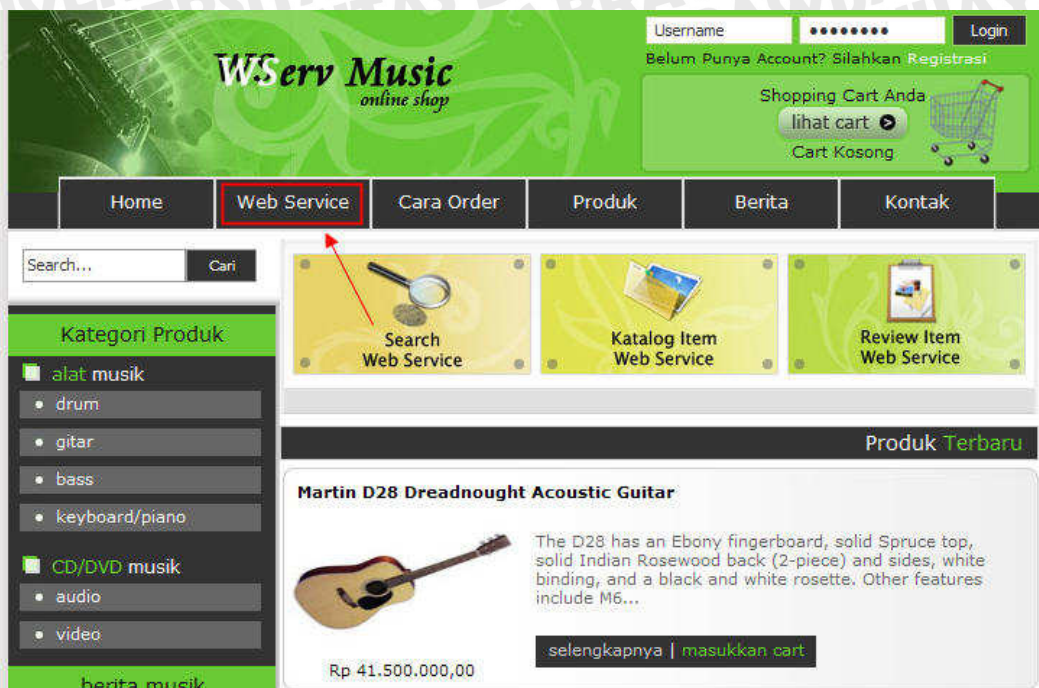 Username •••••••• Login
Belum Punya Account? Silahkan Registrasi
WServ Music
online shop
Shopping Cart Anda
lihat cart
Cart Kosong
Home Web Service Cara Order Produk Berita Kontak
Search... Cari
Search
Web Service
Katalog Item
Web Service
Review Item
Web Service
Kategori Produk
alat musik
• drum
• gitar
• bass
• keyboard/piano
CD/DVD musik
• audio
• video
berita musik
Produk Terbaru
Martin D28 Dreadnought Acoustic Guitar
The D28 has an Ebony fingerboard, solid Spruce top,
solid Indian Rosewood back (2-piece) and sides, white
binding, and a black and white rosette. Other features
include M6...
selengkapnya | masukkan cart
Rp 41.500.000,00